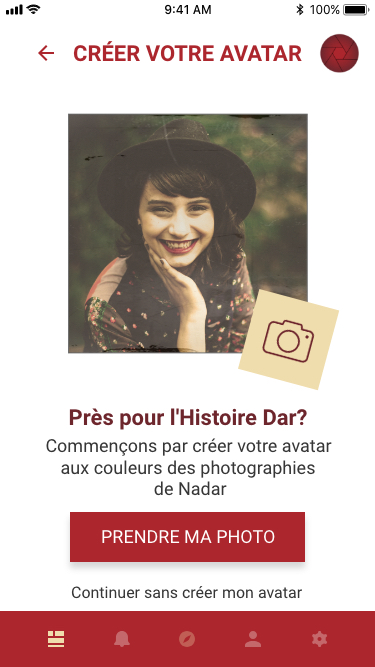 9:41 AM
100%
CRÉER VOTRE AVATAR
Près pour l'Histoire Dar?
Commençons par créer votre avatar
aux couleurs des photographies
de Nadar
PRENDRE MA PHOTO
Continuer sans créer mon avatar